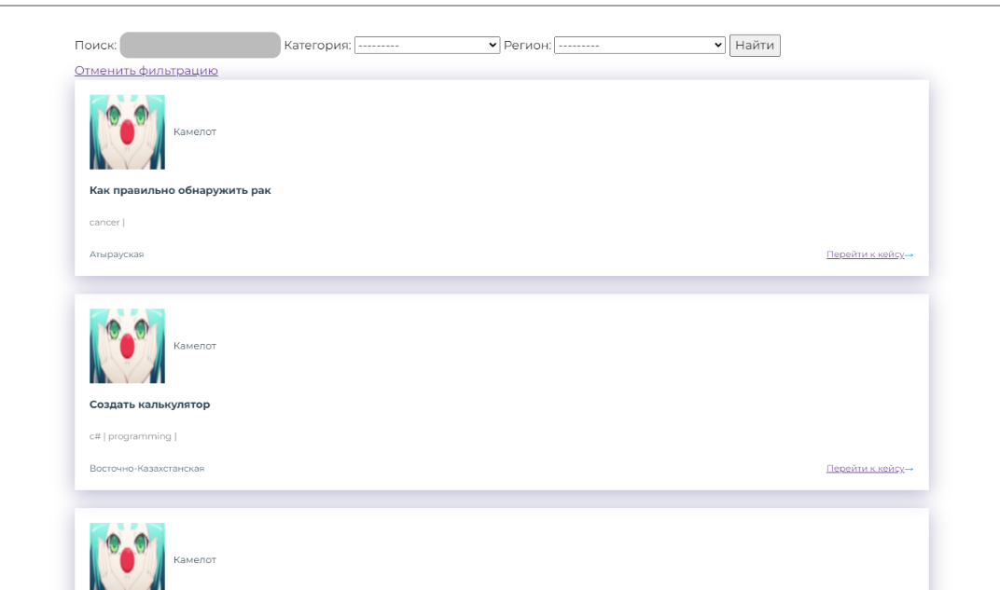 Поиск: Категория: --------- Регион: --------- Найти
Отменить фильтрацию
Камелот
Как правильно обнаружить рак
cancer |
Атырауская Перейти к кейсу→
Камелот
Создать калькулятор
c# | programming |
Восточно-Казахстанская Перейти к кейсу→
Камелот